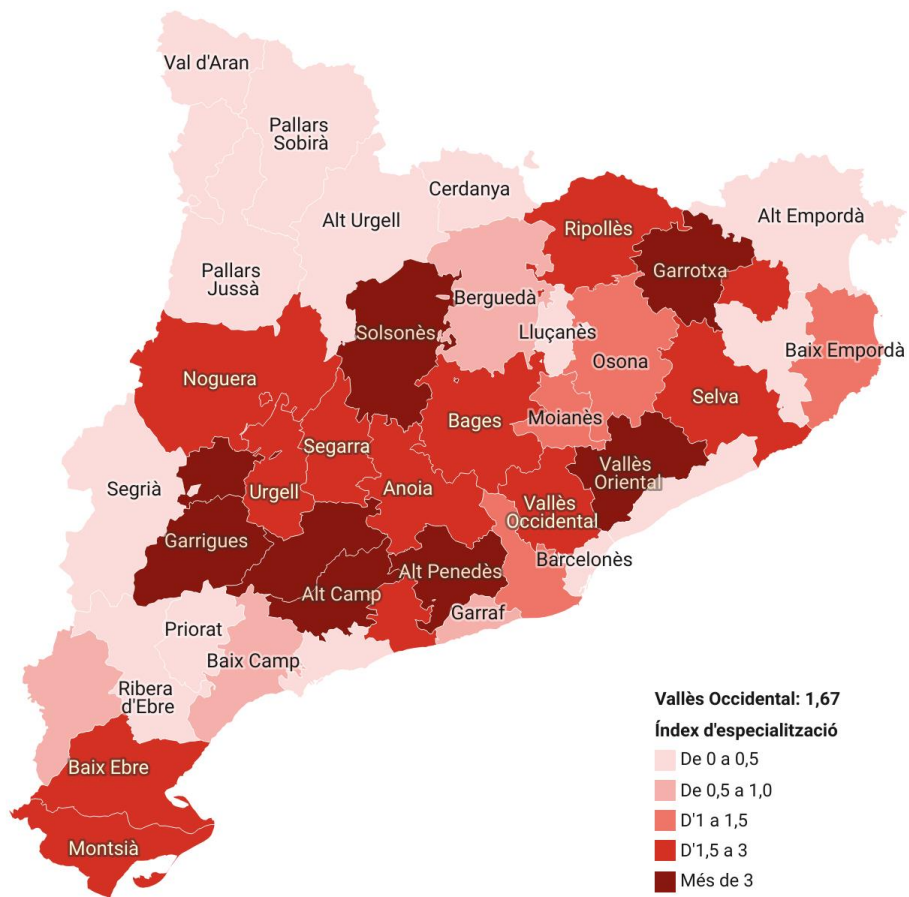 Val d'Aran
Pallars
Sobirà
Cerdanya
Alt Urgell
Alt Empordà
Ripollès
Garrotxa
Pallars
Jussà
Berguedà
Solsonès
Lluçanès
Osona
Baix Empordà
Noguera
Selva
Bages
Moianès
Segarra
Vallès
Oriental
Segrià
Urgell
Anoia
Vallès
Occidental
Garrigues
Barcelonès
Alt Penedès
Alt Camp
Garraf
Priorat
Baix Camp
Ribera
d'Ebre
Baix Ebre
Montsià
Vallès Occidental: 1,67
Índex d'especialització
De 0 a 0,5
De 0,5 a 1,0
D'1 a 1,5
D'1,5 a 3
Més de 3